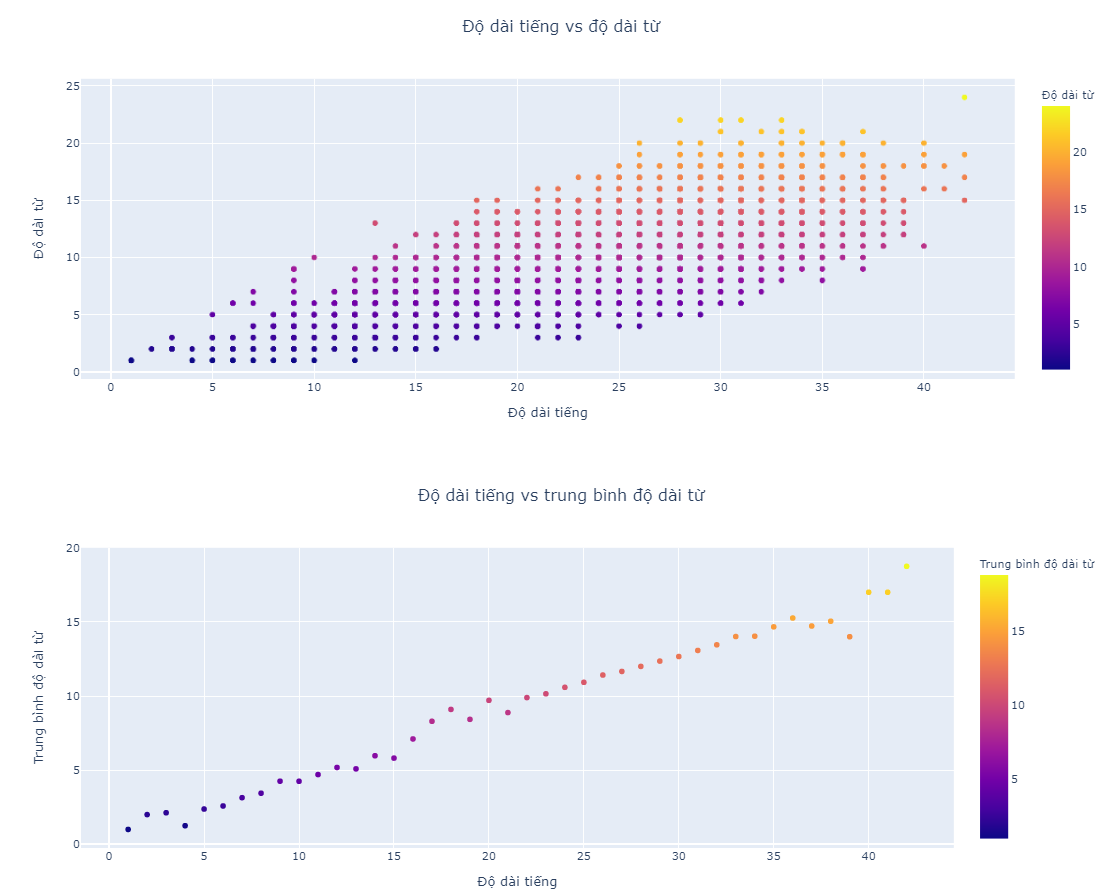 Độ dài tiếng vs độ dài từ
Độ dài từ
25
20
15
10
5
0
0 5 10 15 20 25 30 35 40
Độ dài tiếng
Độ dài từ
20
15
10
5
Độ dài tiếng vs trung bình độ dài từ
Trung bình độ dài từ
20
15
10
5
0
0 5 10 15 20 25 30 35 40
Độ dài tiếng
Trung bình độ dài từ
15
10
5